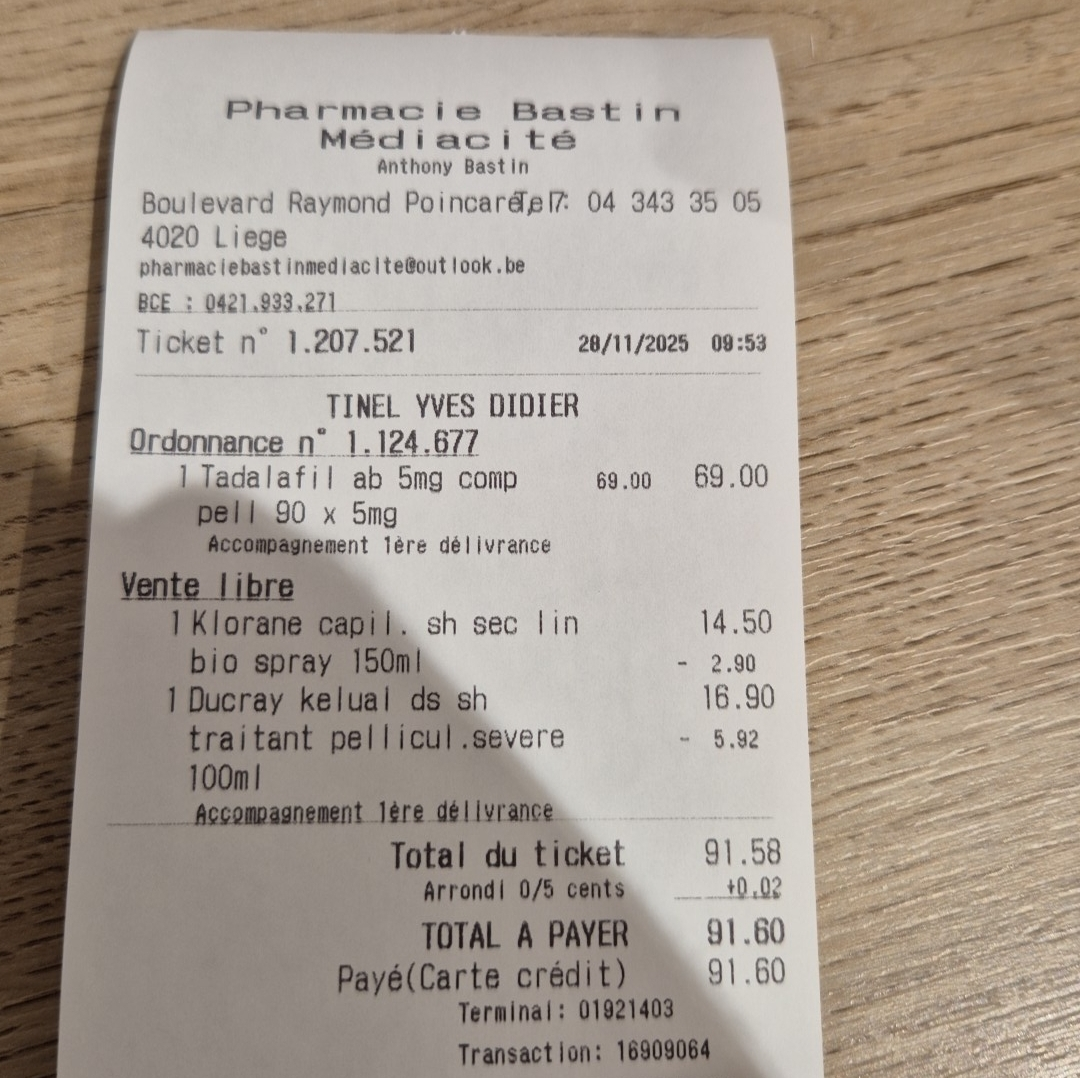 Pharmacie Bastin
Médiacité
Anthony Bastin
Boulevard Raymond Poincaré,7 Tel: 04 343 35 05
4020 Liege
pharmaciebastinmediacite@outlook.be
BCE : 0421.933.271
Ticket n° 1.207.521 28/11/2025 09:53
TINEL YVES DIDIER
Ordonnance n° 1.124.677
1 Tadalafil ab 5mg comp 69.00 69.00
pell 90 x 5mg
Accompagnement 1ère délivrance
Vente libre
1 Klorane capil. sh sec lin 14.50
bio spray 150ml - 2.90
1 Ducray kelual ds sh 16.90
traitant pellicul.severe - 5.92
100ml
Accompagnement 1ère délivrance
Total du ticket 91.58
Arrondi 0/5 cents +0.02
TOTAL A PAYER 91.60
Payé(Carte crédit) 91.60
Terminal: 01921403
Transaction: 16909064